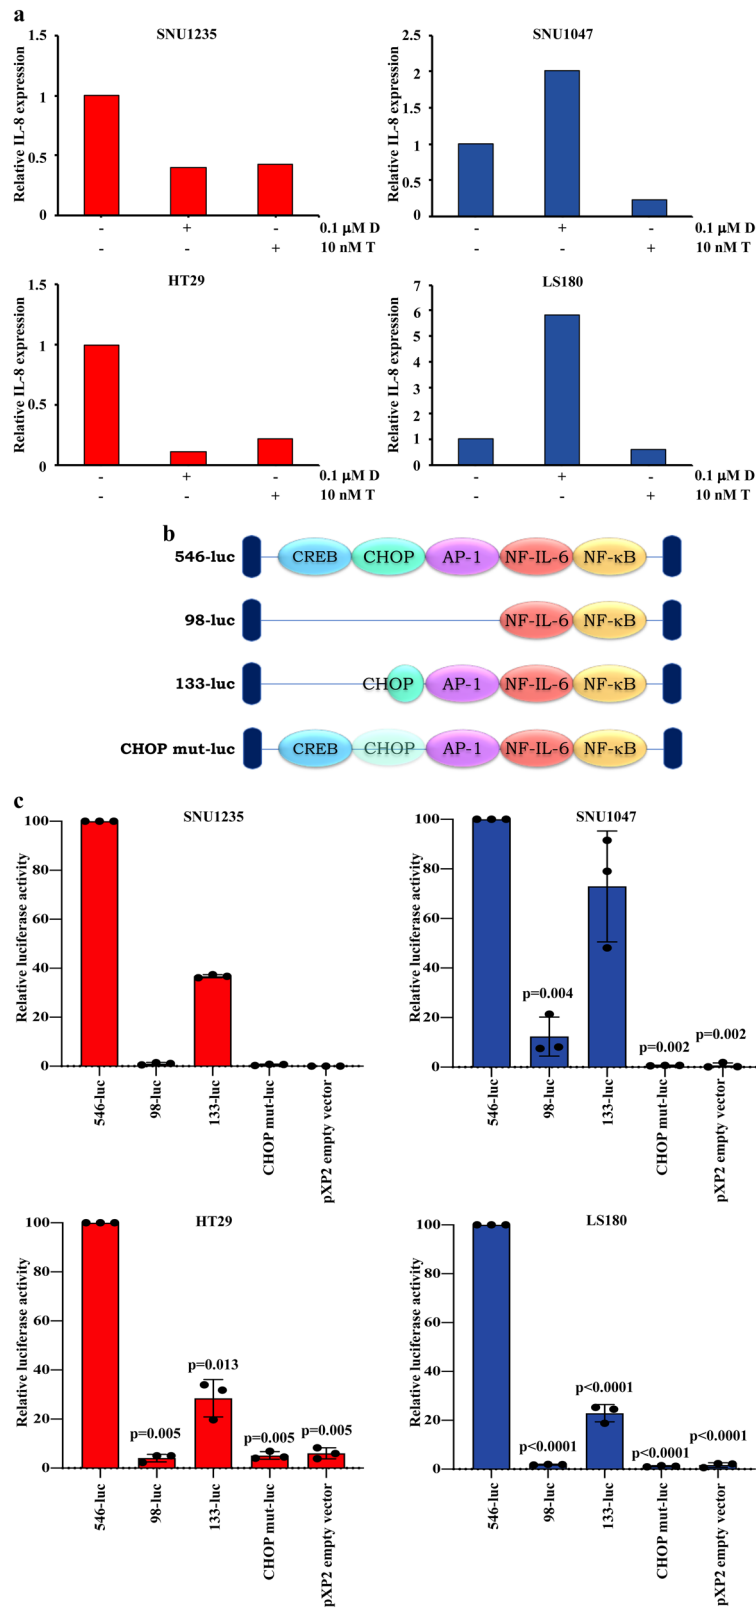 a
SNU1235
Relative IL-8 expression
1.5
1
0.5
0
- + - 0.1 µM D
- - + 10 nM T
SNU1047
Relative IL-8 expression
2.5
2
1.5
1
0.5
0
- + - 0.1 µM D
- - + 10 nM T
HT29
Relative IL-8 expression
1.5
1
0.5
0
- + - 0.1 µM D
- - + 10 nM T
LS180
Relative IL-8 expression
7
6
5
4
3
2
1
0
- + - 0.1 µM D
- - + 10 nM T
b
546-luc CREB CHOP AP-1 NF-IL-6 NF-κB
98-luc NF-IL-6 NF-κB
133-luc CHOP AP-1 NF-IL-6 NF-κB
CHOP mut-luc CREB CHOP AP-1 NF-IL-6 NF-κB
c
SNU1235
Relative luciferase activity
100
80
60
40
20
0
546-luc
98-luc
133-luc
CHOP mut-luc
pXP2 empty vector
SNU1047
Relative luciferase activity
100
80
60
40
20
0
p=0.004
p=0.002
p=0.002
546-luc
98-luc
133-luc
CHOP mut-luc
pXP2 empty vector
HT29
Relative luciferase activity
100
80
60
40
20
0
p=0.005
p=0.013
p=0.005
p=0.005
546-luc
98-luc
133-luc
CHOP mut-luc
pXP2 empty vector
LS180
Relative luciferase activity
100
80
60
40
20
0
p<0.0001
p<0.0001
p<0.0001
p<0.0001
546-luc
98-luc
133-luc
CHOP mut-luc
pXP2 empty vector